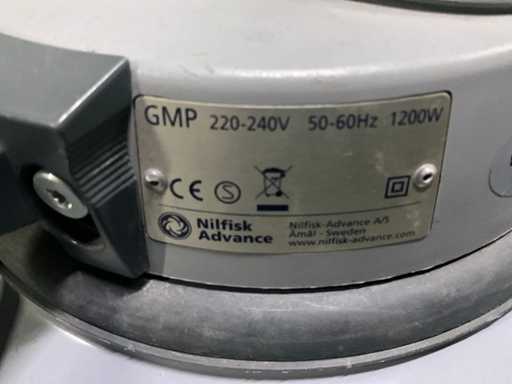 GMP 220-240V 50-60Hz 1200W
CE S
Nilfisk
Advance
Nilfisk-Advance A/S
Åmål - Sweden
www.nilfisk-advance.com